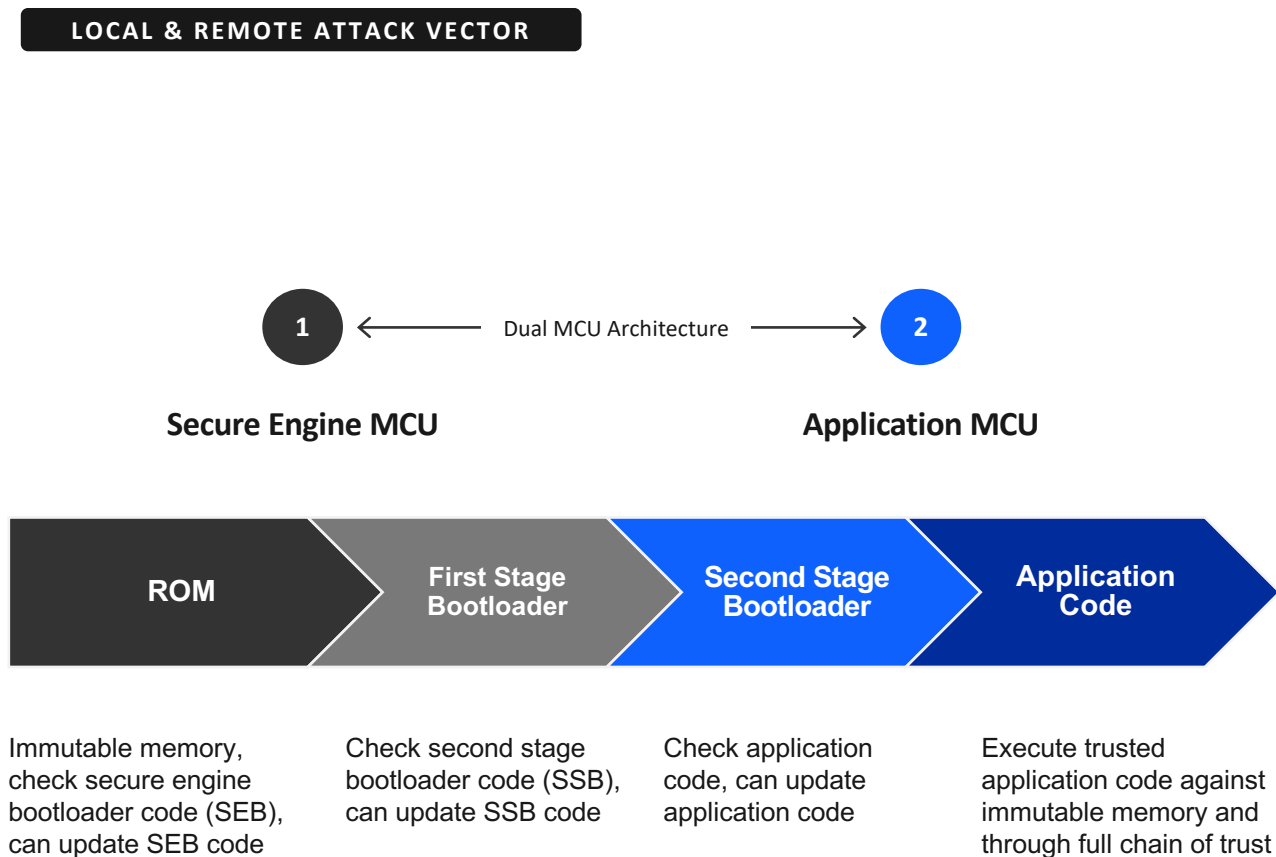 LOCAL & REMOTE ATTACK VECTOR
1
Dual MCU Architecture
2
Secure Engine MCU
Application MCU
ROM
First Stage
Bootloader
Second Stage
Bootloader
Application
Code
Immutable memory,
check secure engine
bootloader code (SEB),
can update SEB code
Check second stage
bootloader code (SSB),
can update SSB code
Check application
code, can update
application code
Execute trusted
application code against
immutable memory and
through full chain of trust